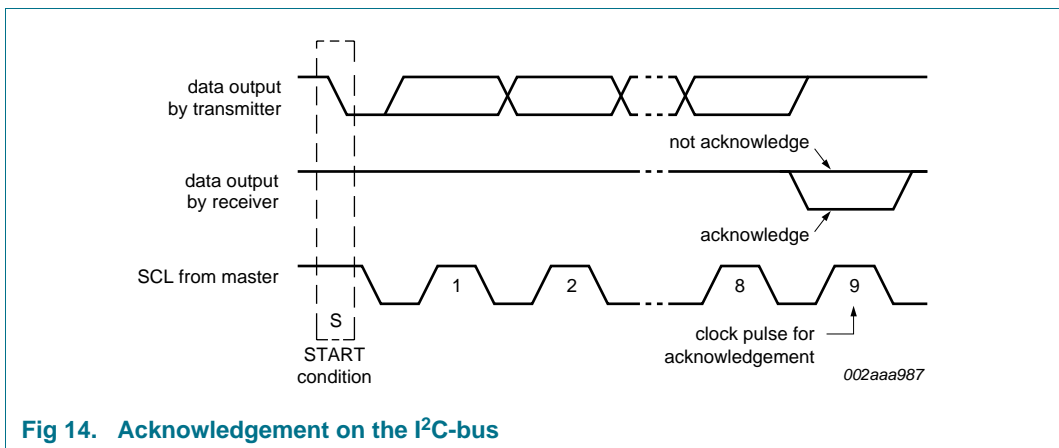 data output
by transmitter
not acknowledge
data output
by receiver
acknowledge
SCL from master
1
2
8
9
S
START
condition
clock pulse for
acknowledgement
002aaa987
Fig 14. Acknowledgement on the I²C-bus